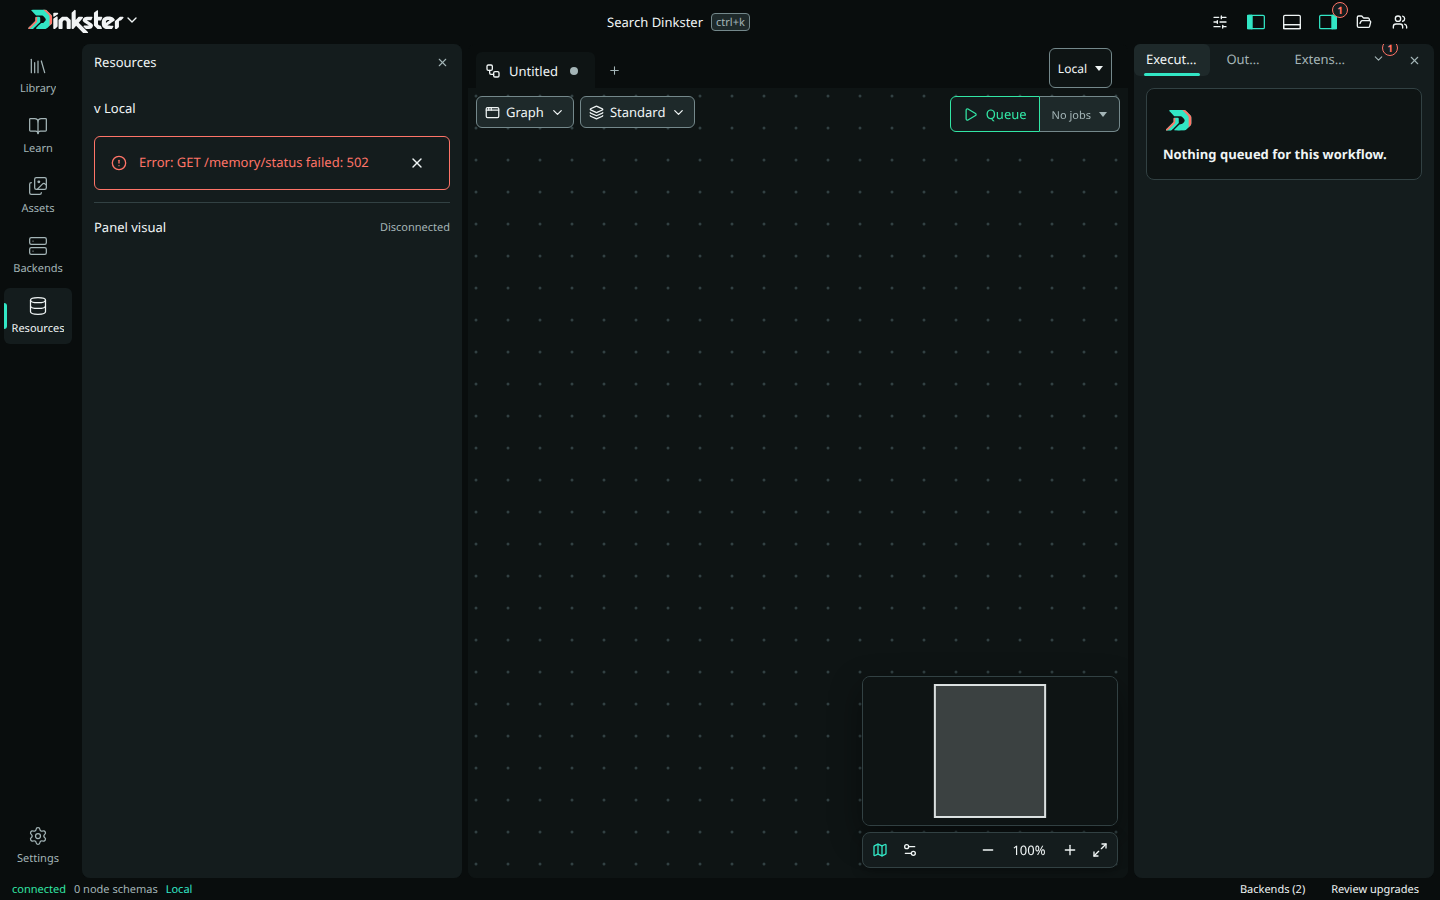 Dinkster
Search Dinkster ctrl+k
1
Library
Learn
Assets
Backends
Resources
Settings
Resources
v Local
Error: GET /memory/status failed: 502
Panel visual Disconnected
Untitled
Local
Graph Standard
Queue No jobs
100%
Execut... Out... Extens... 1
Nothing queued for this workflow.
connected 0 node schemas Local
Backends (2) Review upgrades